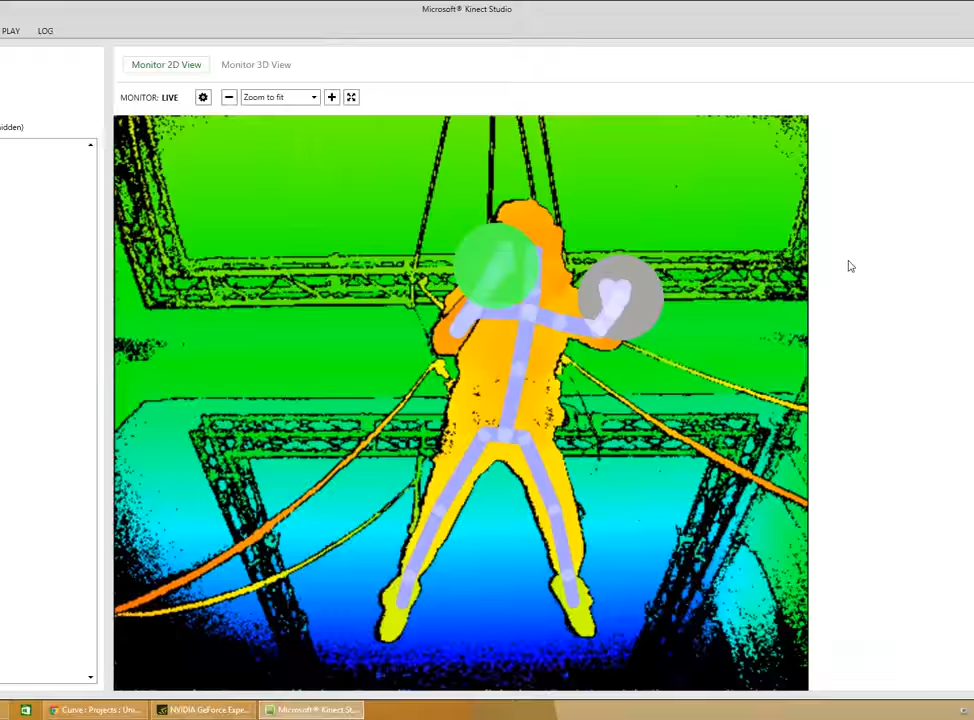 Microsoft® Kinect Studio
PLAY LOG
Monitor 2D View Monitor 3D View
MONITOR: LIVE Zoom to fit
idden)
Curve : Projects : Uni...
NVIDIA GeForce Expe...
Microsoft® Kinect St...